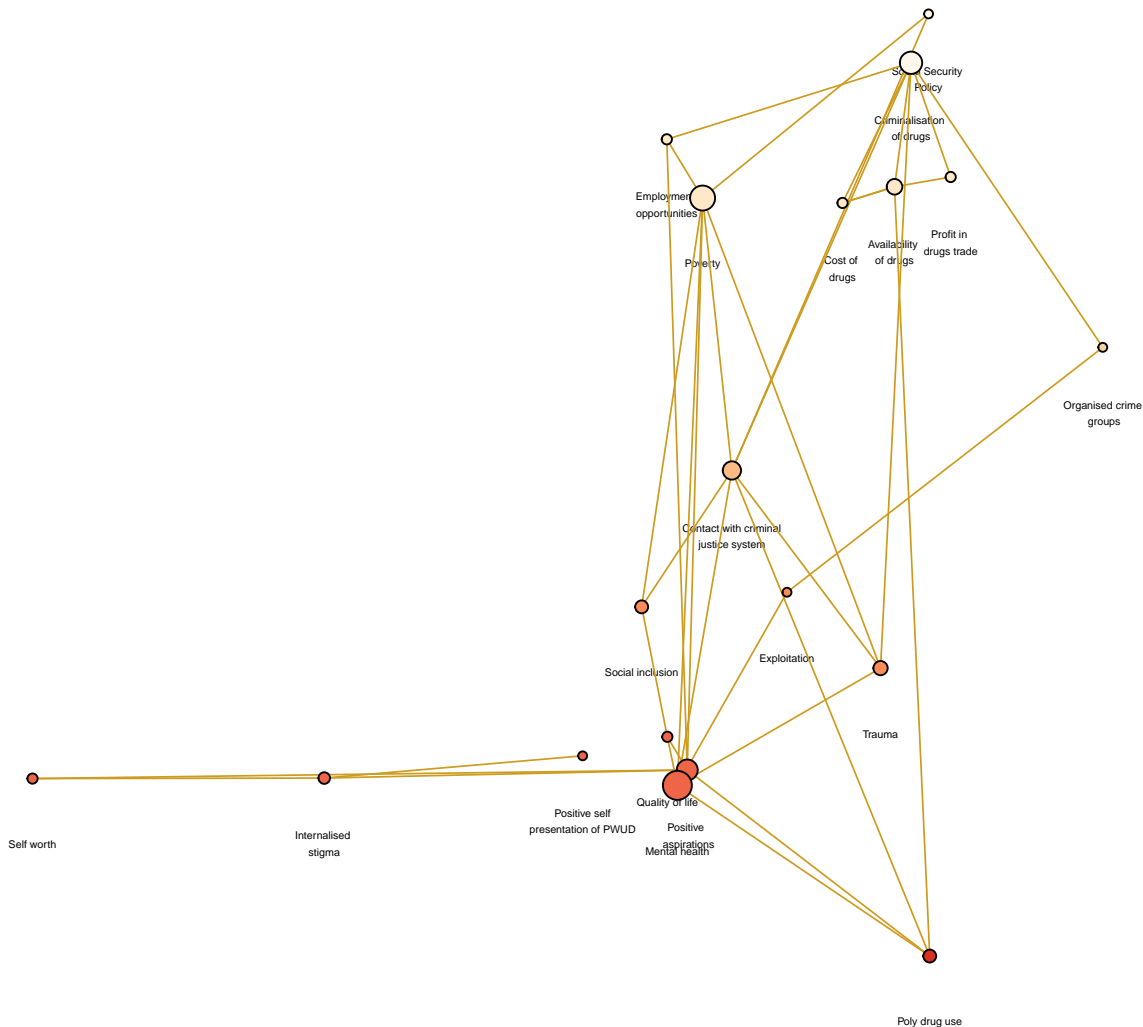 Social Security
Policy
Criminalisation
of drugs
Employment
opportunities
Profit in
drugs trade
Availability
of drugs
Cost of
drugs
Poverty
Organised crime
groups
Contact with criminal
justice system
Exploitation
Social inclusion
Trauma
Quality of life
Positive self
presentation of PWUD
Positive
aspirations
Internalised
stigma
Self worth
Mental health
Poly drug use